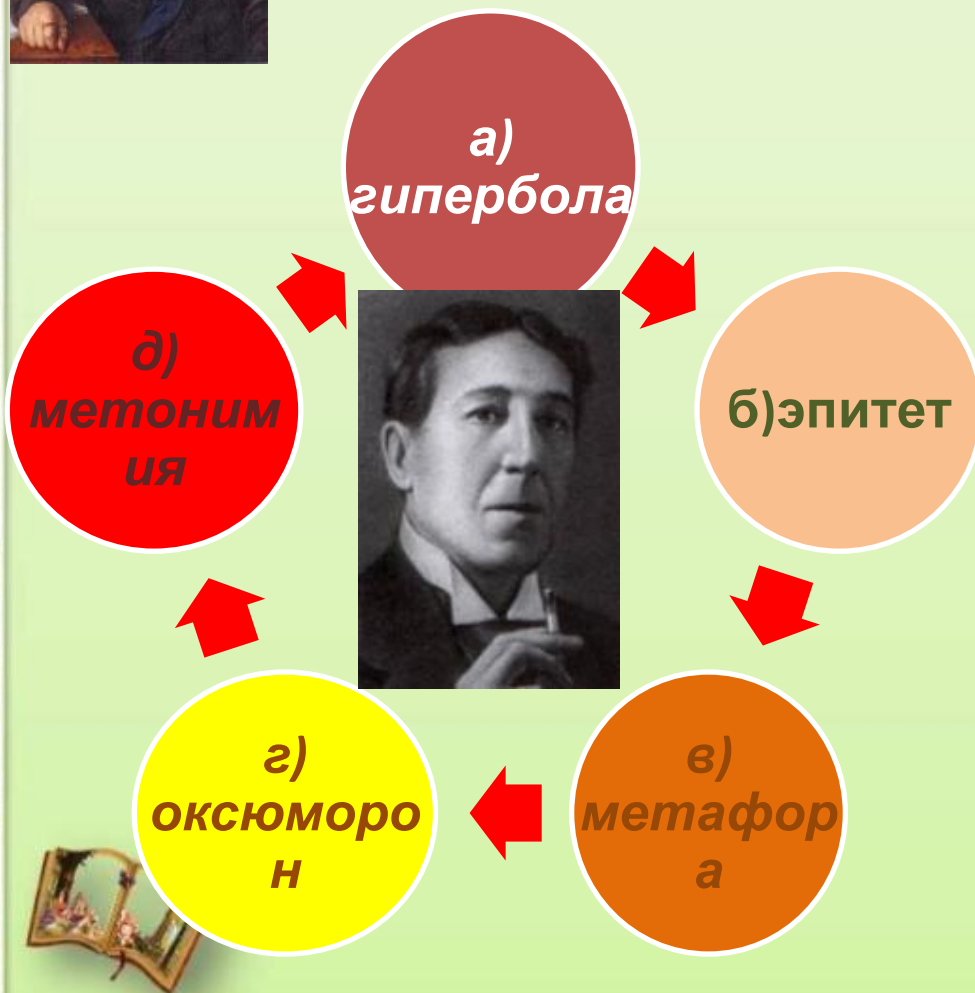 а)
гипербола
б)эпитет
в)
метафор
а
г)
оксюморо
н
д)
метоним
ия